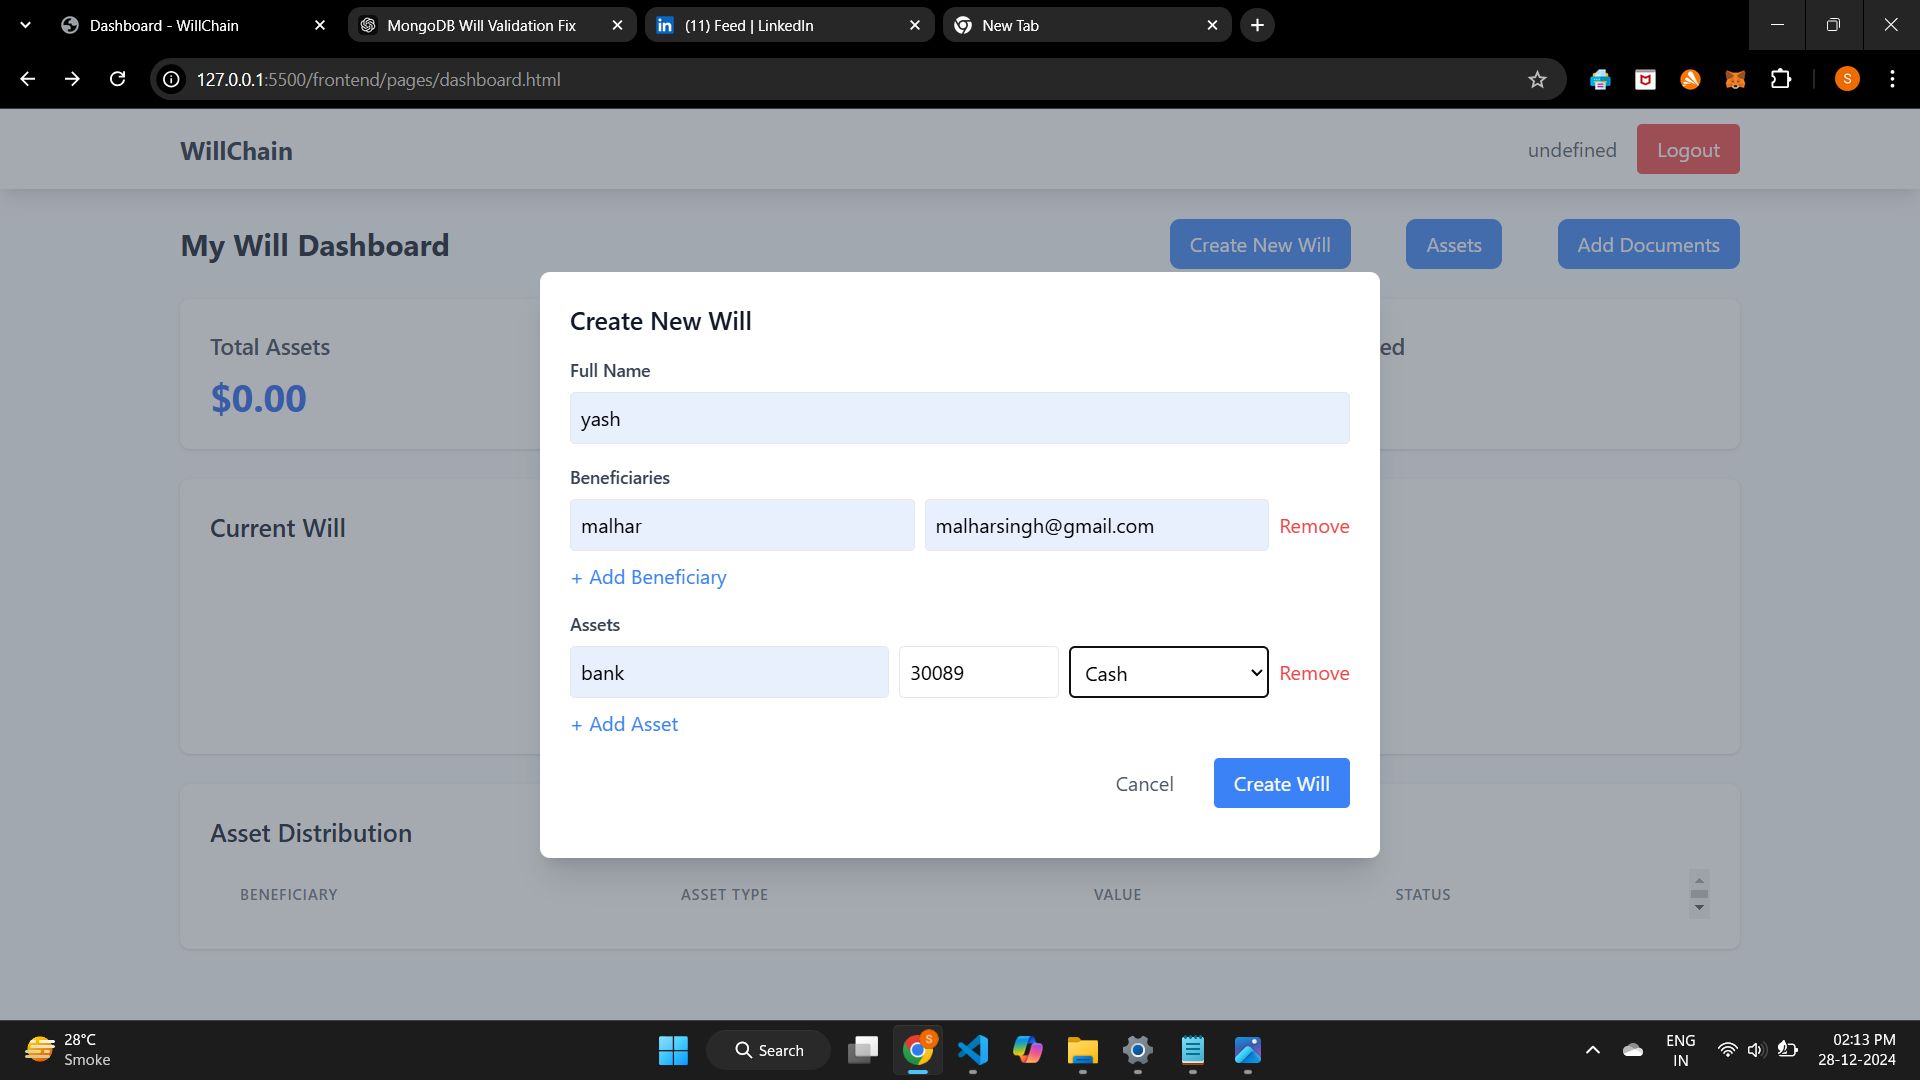 Dashboard - WillChain
MongoDB Will Validation Fix
(11) Feed | LinkedIn
New Tab
127.0.0.1:5500/frontend/pages/dashboard.html
S
WillChain
undefined
Logout
My Will Dashboard
Create New Will
Assets
Add Documents
Total Assets
$0.00
ed
Create New Will
Full Name
yash
Beneficiaries
malhar
malharsingh@gmail.com
Remove
+ Add Beneficiary
Assets
bank
30089
Cash
Remove
+ Add Asset
Cancel
Create Will
Current Will
Asset Distribution
BENEFICIARY
ASSET TYPE
VALUE
STATUS
28°C
Smoke
Search
S
ENG
IN
02:13 PM
28-12-2024